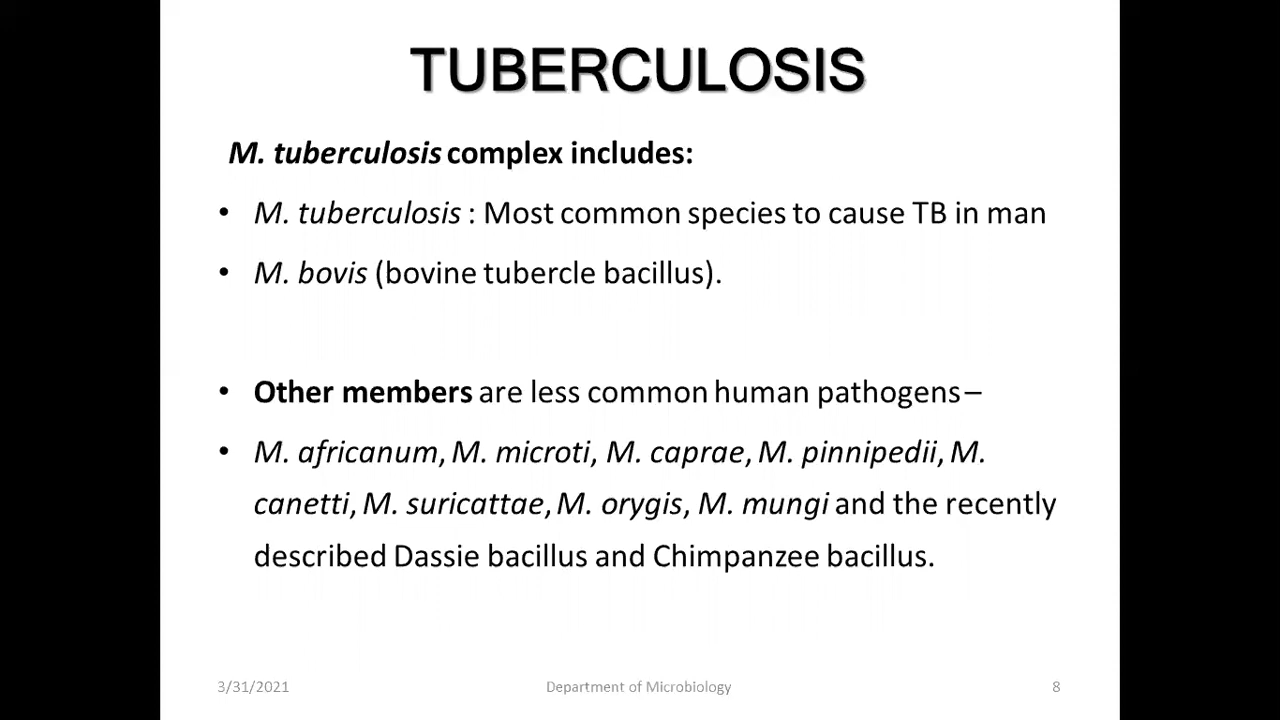 TUBERCULOSIS
M. tuberculosis complex includes:
• M. tuberculosis : Most common species to cause TB in man
• M. bovis (bovine tubercle bacillus).
• Other members are less common human pathogens –
• M. africanum, M. microti, M. caprae, M. pinnipedii, M.
canetti, M. suricattae, M. orygis, M. mungi and the recently
described Dassie bacillus and Chimpanzee bacillus.
3/31/2021 Department of Microbiology 8